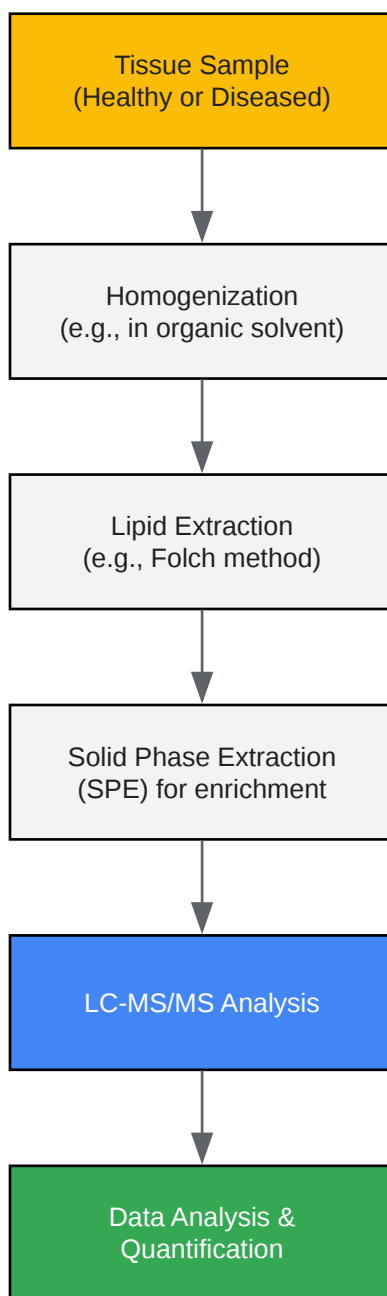 Tissue Sample
(Healthy or Diseased)
Homogenization
(e.g., in organic solvent)
Lipid Extraction
(e.g., Folch method)
Solid Phase Extraction
(SPE) for enrichment
LC-MS/MS Analysis
Data Analysis &
Quantification